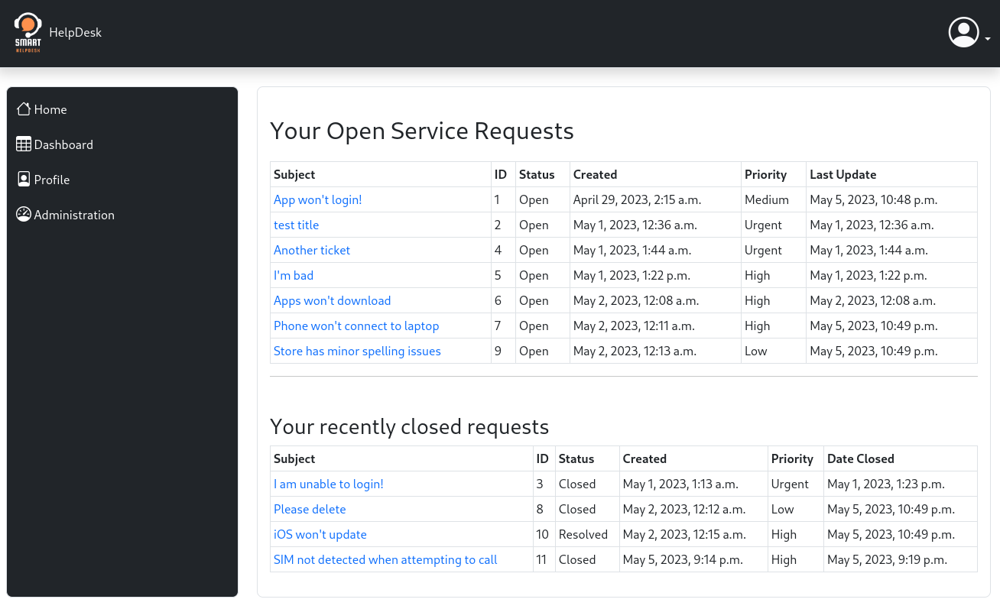 SMART
HELPDESK
HelpDesk
Home
Dashboard
Profile
Administration
Your Open Service Requests
Subject ID Status Created Priority Last Update
App won't login! 1 Open April 29, 2023, 2:15 a.m. Medium May 5, 2023, 10:48 p.m.
test title 2 Open May 1, 2023, 12:36 a.m. Urgent May 1, 2023, 12:36 a.m.
Another ticket 4 Open May 1, 2023, 1:44 a.m. Urgent May 1, 2023, 1:44 a.m.
I'm bad 5 Open May 1, 2023, 1:22 p.m. High May 1, 2023, 1:22 p.m.
Apps won't download 6 Open May 2, 2023, 12:08 a.m. High May 2, 2023, 12:08 a.m.
Phone won't connect to laptop 7 Open May 2, 2023, 12:11 a.m. High May 5, 2023, 10:49 p.m.
Store has minor spelling issues 9 Open May 2, 2023, 12:13 a.m. Low May 5, 2023, 10:49 p.m.
Your recently closed requests
Subject ID Status Created Priority Date Closed
I am unable to login! 3 Closed May 1, 2023, 1:13 a.m. Urgent May 1, 2023, 1:23 p.m.
Please delete 8 Closed May 2, 2023, 12:12 a.m. Low May 5, 2023, 10:49 p.m.
iOS won't update 10 Resolved May 2, 2023, 12:15 a.m. High May 5, 2023, 10:49 p.m.
SIM not detected when attempting to call 11 Closed May 5, 2023, 9:14 p.m. High May 5, 2023, 9:19 p.m.